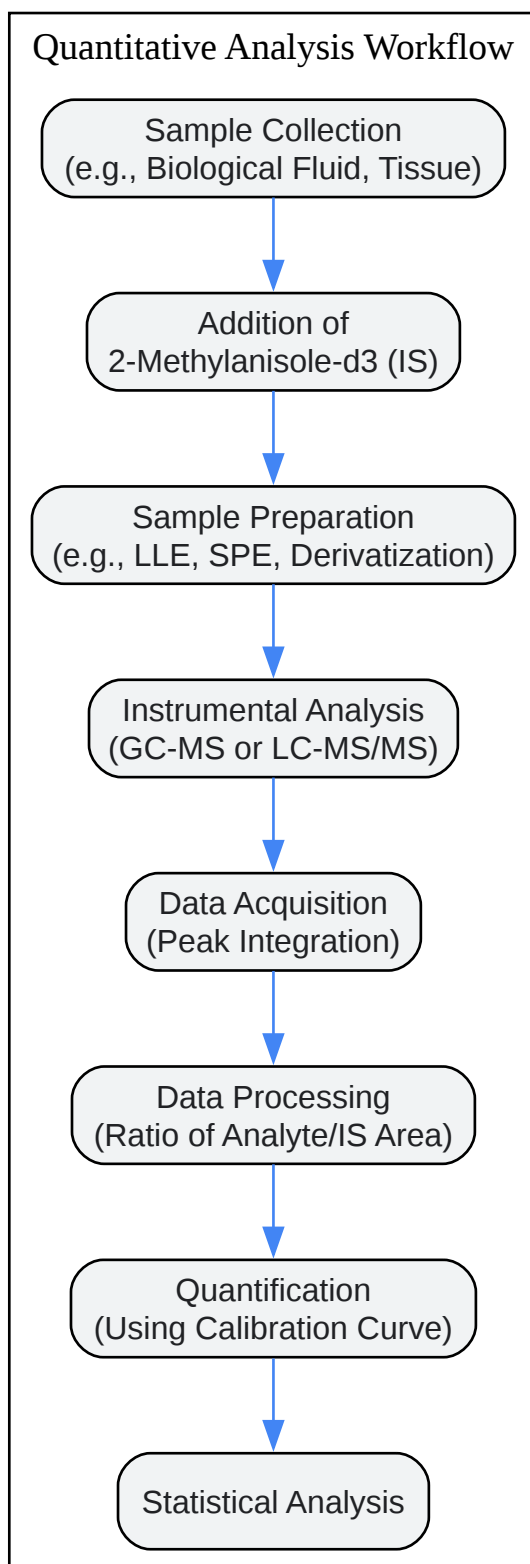 Quantitative Analysis Workflow
Sample Collection
(e.g., Biological Fluid, Tissue)
Addition of
2-Methylanisole-d3 (IS)
Sample Preparation
(e.g., LLE, SPE, Derivatization)
Instrumental Analysis
(GC-MS or LC-MS/MS)
Data Acquisition
(Peak Integration)
Data Processing
(Ratio of Analyte/IS Area)
Quantification
(Using Calibration Curve)
Statistical Analysis